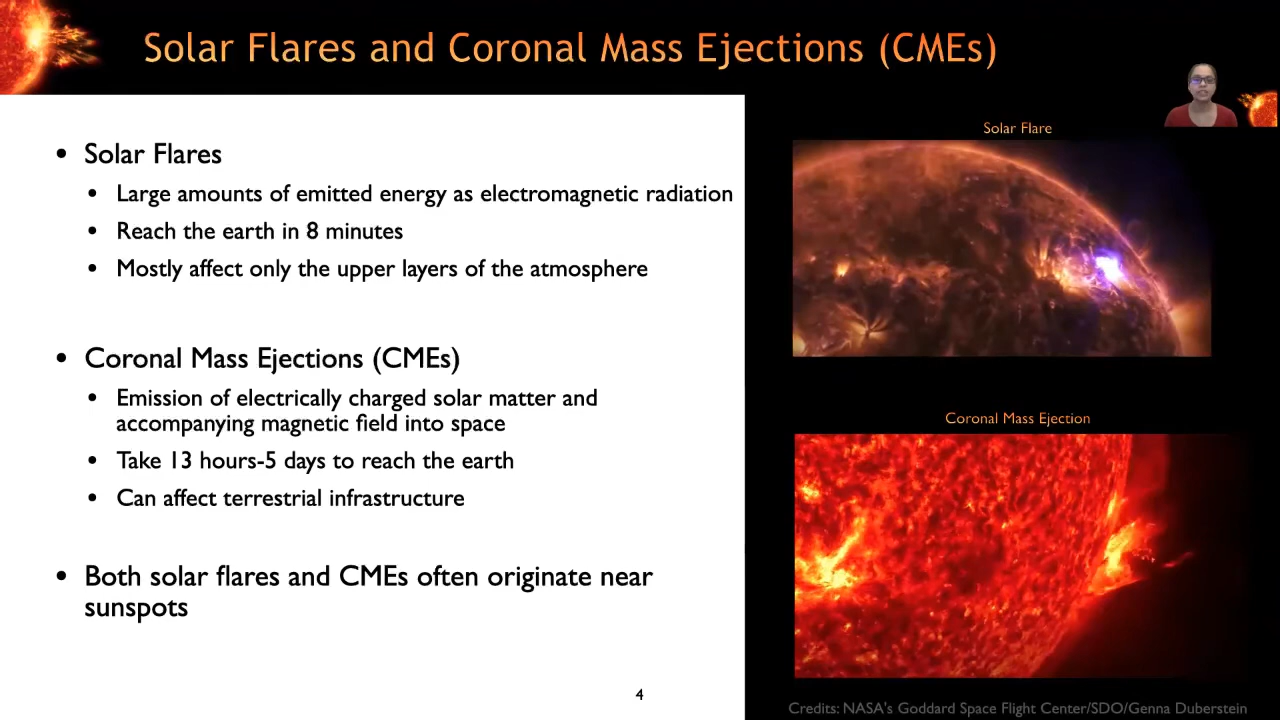 Solar Flares and Coronal Mass Ejections (CMEs)
• Solar Flares
• Large amounts of emitted energy as electromagnetic radiation
• Reach the earth in 8 minutes
• Mostly affect only the upper layers of the atmosphere
• Coronal Mass Ejections (CMEs)
• Emission of electrically charged solar matter and
accompanying magnetic field into space
• Take 13 hours-5 days to reach the earth
• Can affect terrestrial infrastructure
• Both solar flares and CMEs often originate near
sunspots
4
Solar Flare
Coronal Mass Ejection
Credits: NASA's Goddard Space Flight Center/SDO/Genna Duberstein